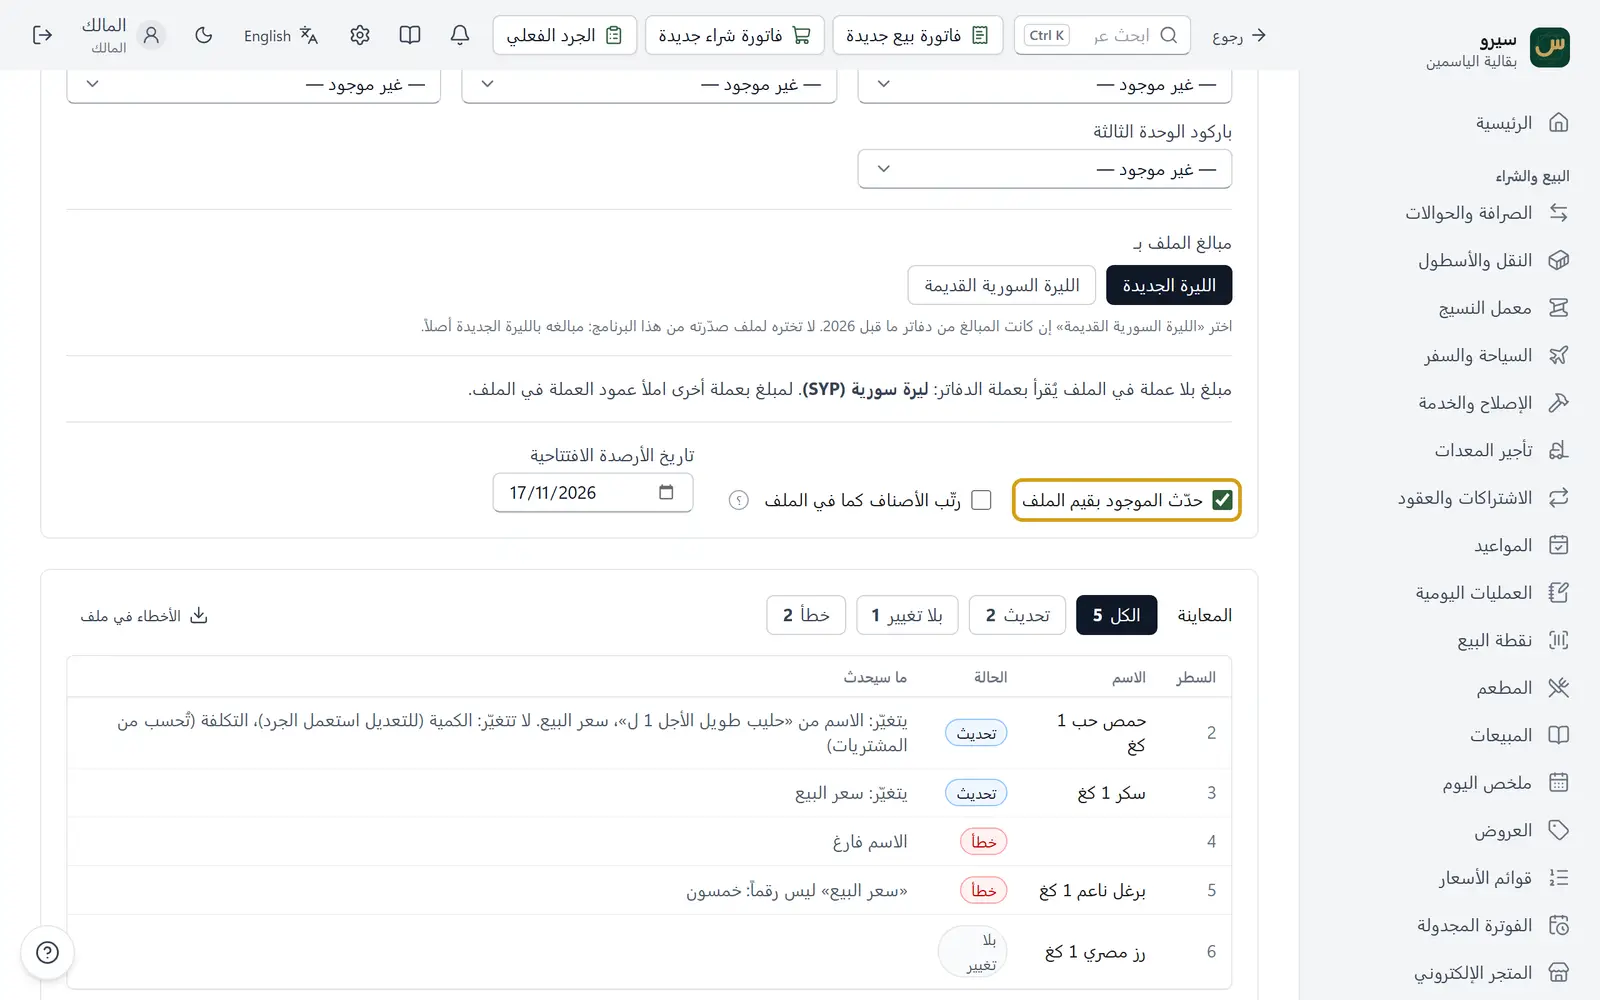 سيرو
بقالية الياسمين
رجوع
ابحث عر
Ctrl K
فاتورة بيع جديدة
فاتورة شراء جديدة
الجرد الفعلي
English
المالك
المالك
الرئيسية
البيع والشراء
الصرافة والحوالات
النقل والأسطول
معمل النسيج
السياحة والسفر
الإصلاح والخدمة
تأجير المعدات
الاشتراكات والعقود
المواعيد
العمليات اليومية
نقطة البيع
المطعم
المبيعات
ملخص اليوم
العروض
قوائم الأسعار
الفوترة المجدولة
المتجر الإلكتروني
— غير موجود —
— غير موجود —
— غير موجود —
باركود الوحدة الثالثة
— غير موجود —
مبالغ الملف بـ
الليرة الجديدة
الليرة السورية القديمة
اختر «الليرة السورية القديمة» إن كانت المبالغ من دفاتر ما قبل 2026. لا تختره لملف صدّرته من هذا البرنامج: مبالغه بالليرة الجديدة أصلاً.
مبلغ بلا عملة في الملف يُقرأ بعملة الدفاتر: ليرة سورية (SYP). لمبلغ بعملة أخرى املأ عمود العملة في الملف.
حدّث الموجود بقيم الملف
رتّب الأصناف كما في الملف
؟
تاريخ الأرصدة الافتتاحية
17/11/2026
المعاينة
الكل 5
تحديث 2
بلا تغيير 1
خطأ 2
الأخطاء في ملف
السطر
الاسم
الحالة
ما سيحدث
2
حمص حب 1
كغ
تحديث
يتغيّر: الاسم من «حليب طويل الأجل 1 ل»، سعر البيع. لا تتغيّر: الكمية (للتعديل استعمل الجرد)، التكلفة (تُحسب من
المشتريات)
3
سكر 1 كغ
تحديث
يتغيّر: سعر البيع
4
خطأ
الاسم فارغ
5
برغل ناعم 1 كغ
خطأ
«سعر البيع» ليس رقماً: خمسون
6
رز مصري 1 كغ
بلا
تغيير